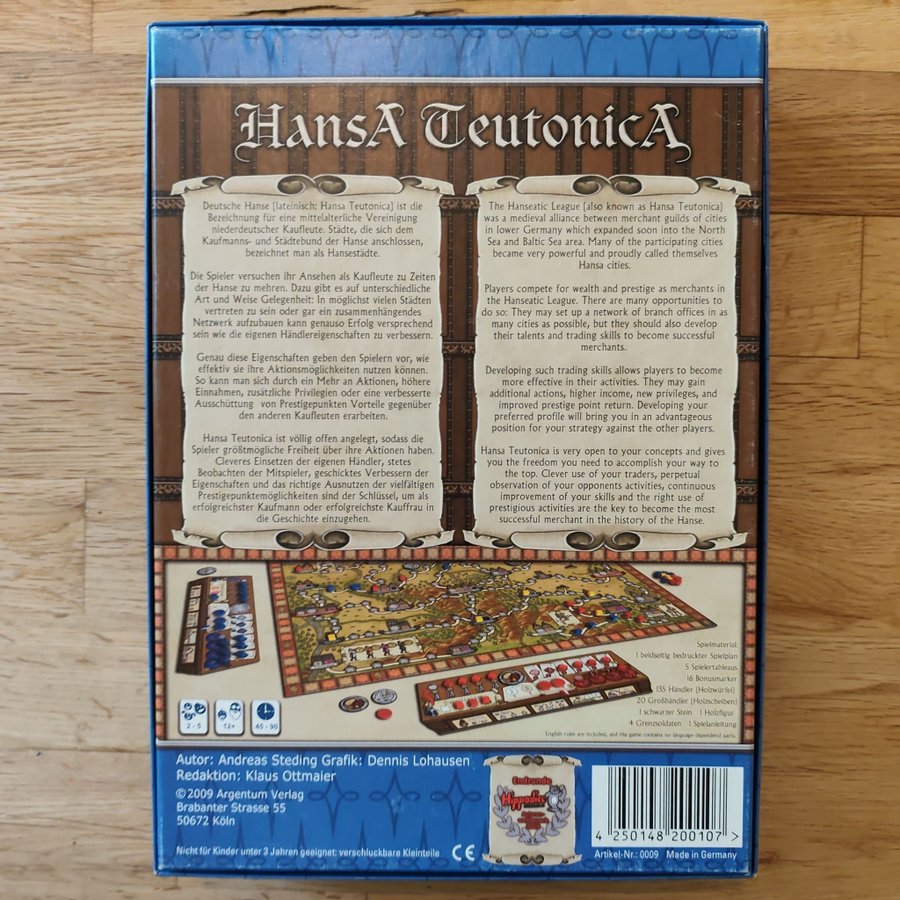 HansA TeutonicA
Deutsche Hanse (lateinisch: Hansa Teutonica) ist die
Bezeichnung für eine mittelalterliche Vereinigung
niederdeutscher Kaufleute. Städte, die sich dem
Kaufmanns- und Städtebund der Hanse anschlossen,
bezeichnet man als Hansestädte.
Die Spieler versuchen ihr Ansehen als Kaufleute zu Zeiten
der Hanse zu mehren. Dazu gibt es auf unterschiedliche
Art und Weise Gelegenheit: In möglichst vielen Städten
vertreten zu sein oder gar ein zusammenhängendes
Netzwerk aufzubauen kann genauso Erfolg versprechend
sein wie die eigenen Händlereigenschaften zu verbessern.
Genau diese Eigenschaften geben den Spielern vor, wie
effektiv sie ihre Aktionsmöglichkeiten nutzen können.
So kann man sich durch ein Mehr an Aktionen, höhere
Einnahmen, zusätzliche Privilegien oder eine verbesserte
Ausschüttung von Prestigepunkten Vorteile gegenüber
den anderen Kaufleuten erarbeiten.
Hansa Teutonica ist völlig offen angelegt, sodass die
Spieler größtmögliche Freiheit über ihre Aktionen haben.
Cleveres Einsetzen der eigenen Händler, stetes
Beobachten der Mitspieler, geschicktes Verbessern der
Eigenschaften und das richtige Ausnutzen der vielfältigen
Prestigepunktemöglichkeiten sind der Schlüssel, um als
erfolgreichster Kaufmann oder erfolgreichste Kauffrau in
die Geschichte einzugehen.
The Hanseatic League (also known as Hansa Teutonica)
was a medieval alliance between merchant guilds of cities
in lower Germany which expanded soon into the North
Sea and Baltic Sea area. Many of the participating cities
became very powerful and proudly called themselves
Hansa cities.
Players compete for wealth and prestige as merchants in
the Hanseatic League. There are many opportunities to
do so: They may set up a network of branch offices in as
many cities as possible, but they should also develop
their talents and trading skills to become successful
merchants.
Developing such trading skills allows players to become
more effective in their activities. They may gain
additional actions, higher income, new privileges, and
improved prestige point return. Developing your
preferred profile will bring you in an advantageous
position for your strategy against the other players.
Hansa Teutonica is very open to your concepts and gives
you the freedom you need to accomplish your way to
the top. Clever use of your traders, perpetual
observation of your opponents activities, continuous
improvement of your skills and the right use of
prestigious activities are the key to become the most
successful merchant in the history of the Hanse.
Spielmaterial:
1 beidseitig bedruckter Spielplan
5 Spielertableaus
16 Bonusmarker
135 Händler (Holzwürfel)
20 Großhändler (Holzscheiben)
1 schwarzer Stein 1 Holzfigur
4 Grenzsoldaten 1 Spielanleitung
English rules are included, and the game contains no language dependend parts.
2 - 5
12+
45 - 90
Autor: Andreas Steding Grafik: Dennis Lohausen
Redaktion: Klaus Ottmaier
©2009 Argentum Verlag
Brabanter Strasse 55
50672 Köln
Nicht für Kinder unter 3 Jahren geeignet: verschluckbare Kleinteile
CE
Endrunde
Hippodice
4 250148 200107 >
Artikel-Nr.: 0009 Made in Germany